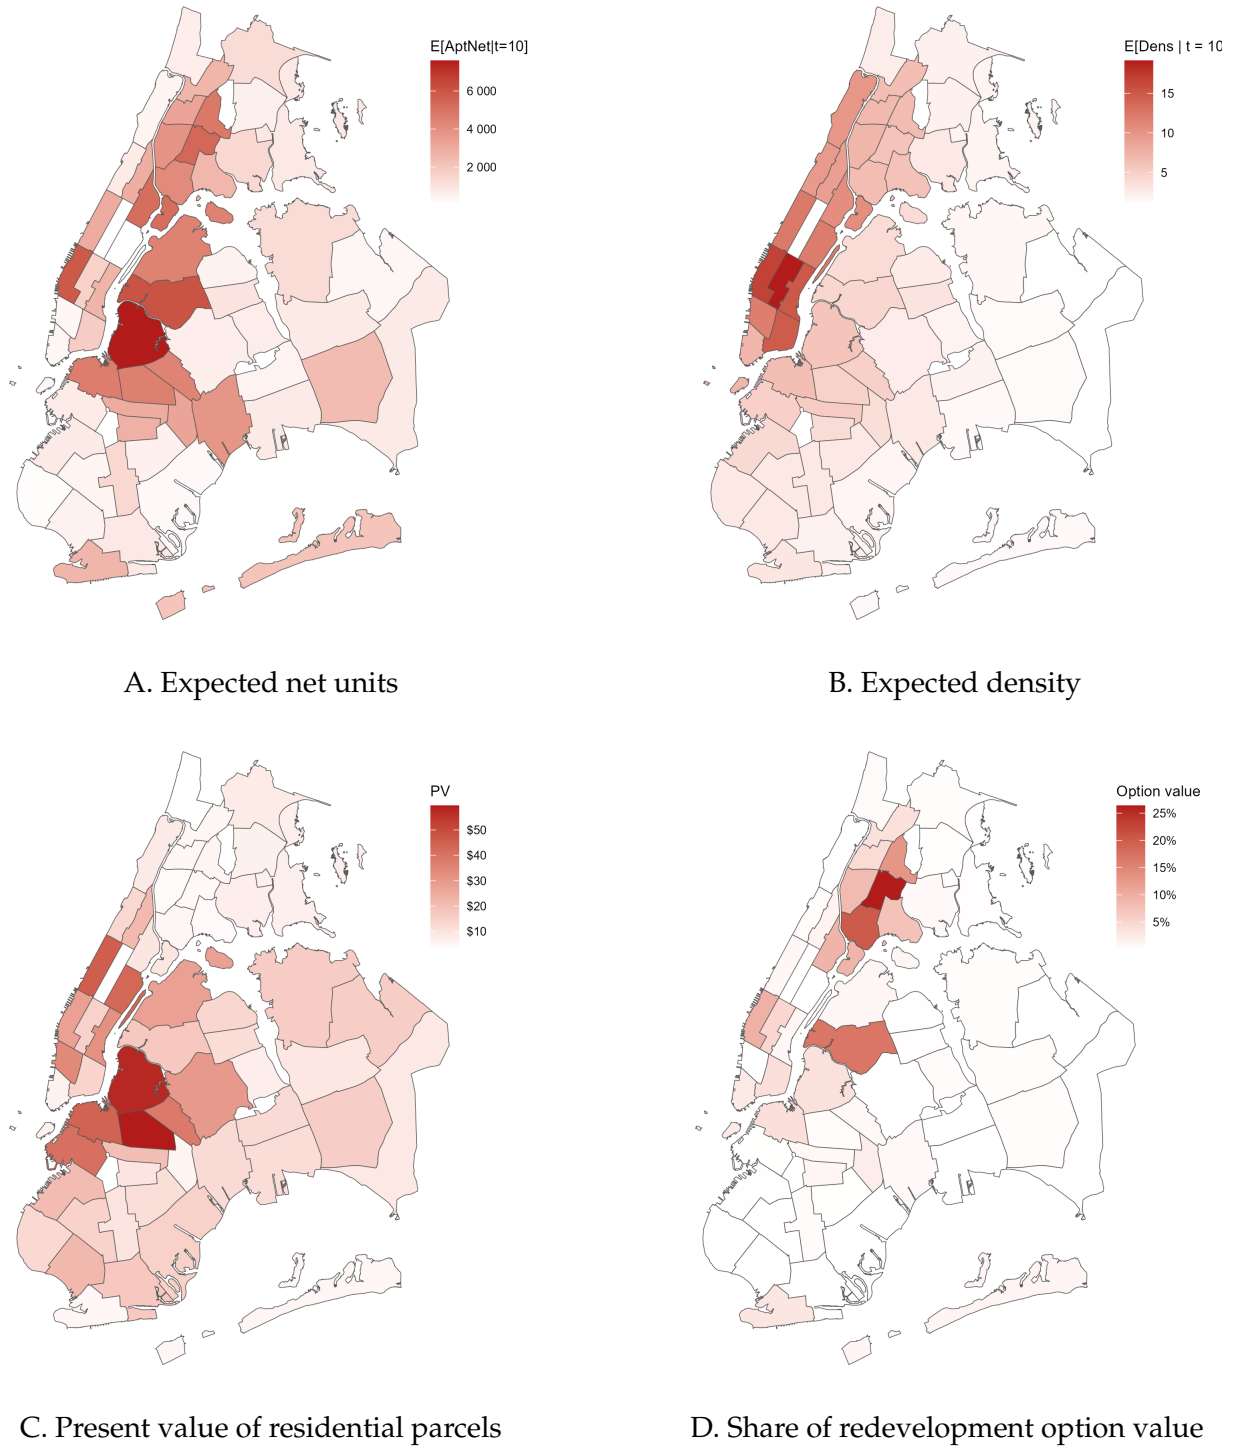 E[AptNet|t=10]
6 000
4 000
2 000
E[Dens | t = 10
15
10
5
A. Expected net units
B. Expected density
PV
$50
$40
$30
$20
$10
Option value
25%
20%
15%
10%
5%
C. Present value of residential parcels
D. Share of redevelopment option value